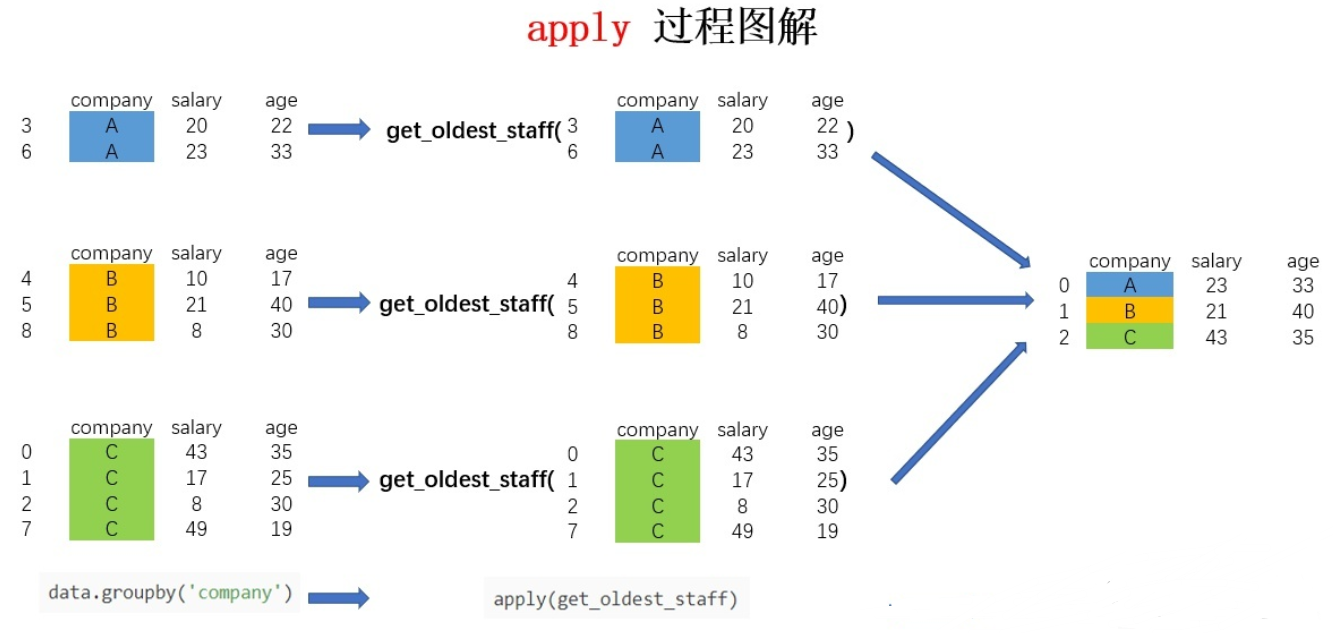 apply 过程图解
company salary age
3 A 20 22
6 A 23 33
get_oldest_staff(
company salary age
3 A 20 22 )
6 A 23 33
company salary age
4 B 10 17
5 B 21 40
8 B 8 30
get_oldest_staff(
company salary age
4 B 10 17
5 B 21 40)
8 B 8 30
company salary age
0 A 23 33
1 B 21 40
2 C 43 35
company salary age
0 C 43 35
1 C 17 25
2 C 8 30
7 C 49 19
get_oldest_staff(
company salary age
0 C 43 35
1 C 17 25)
2 C 8 30
7 C 49 19
data.groupby('company')
apply(get_oldest_staff)